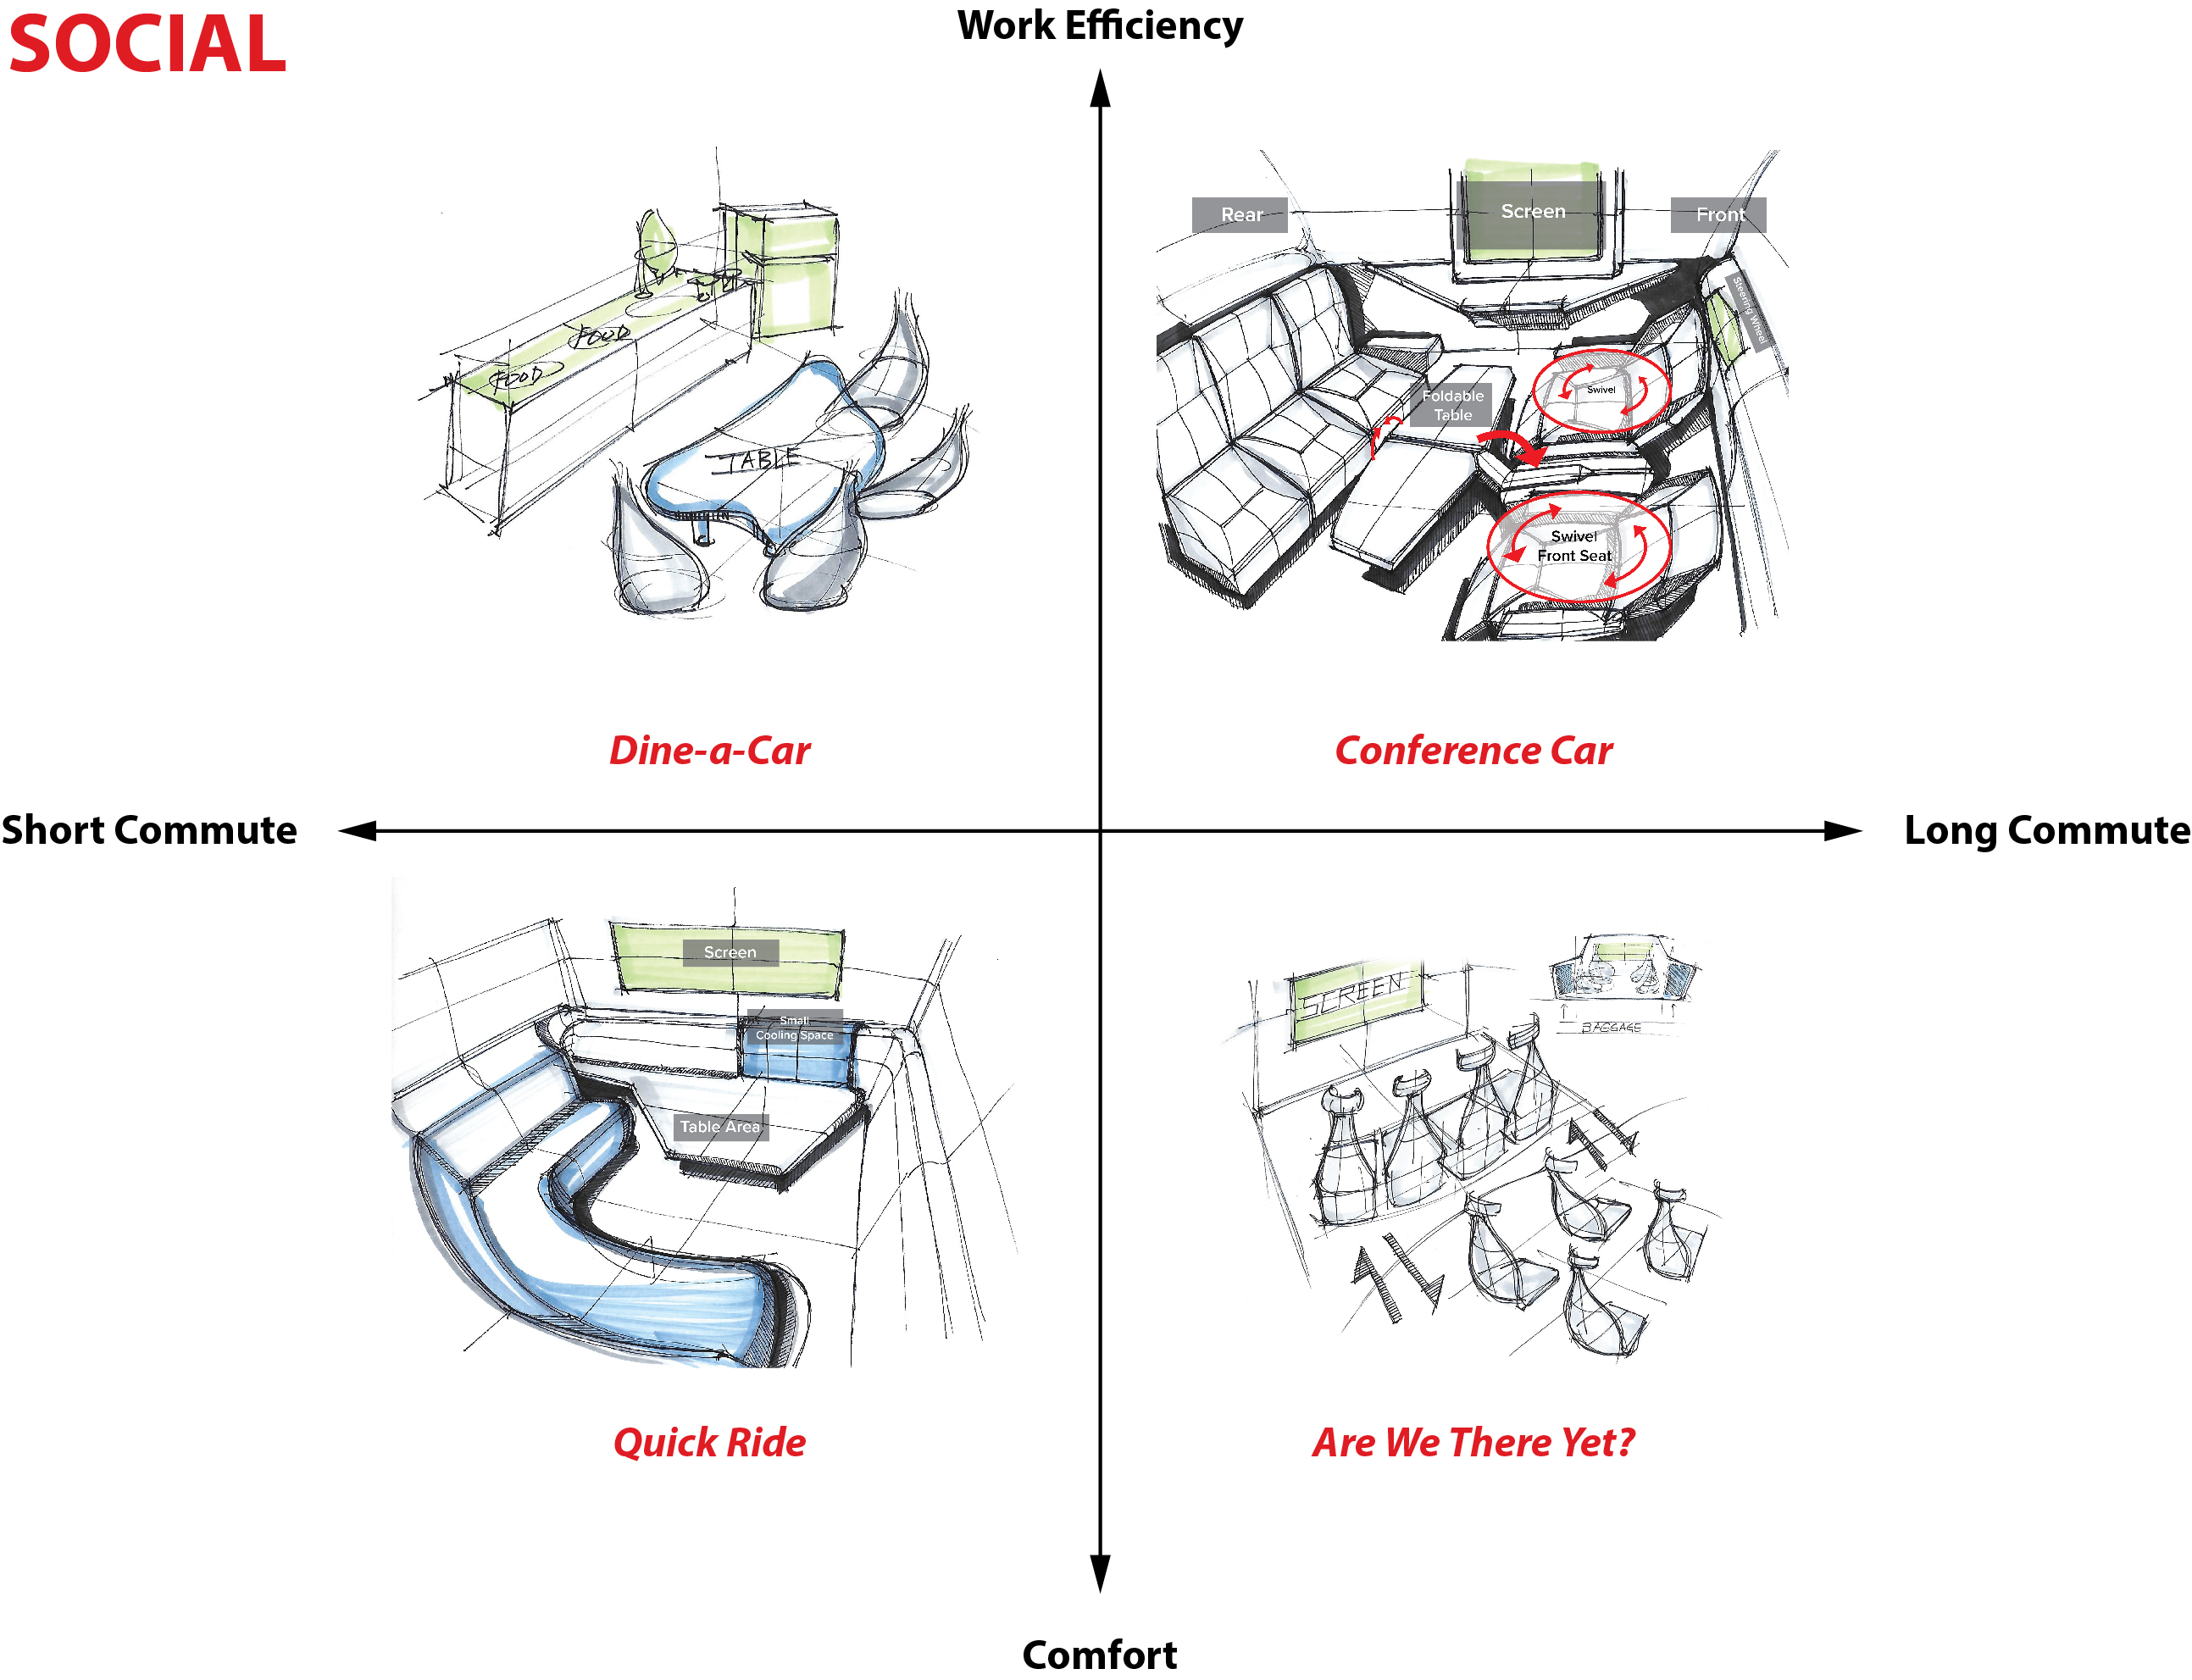 SOCIAL
Work Efficiency
Rear
Screen
Front
Steering Wheel
FOOD
FOOD
TABLE
Foldable
Table
Swivel
Swivel
Front Seat
Dine-a-Car
Conference Car
Short Commute
Long Commute
Screen
Small
Cooling Space
Table Area
SCREEN
BAGGAGE
Quick Ride
Are We There Yet?
Comfort